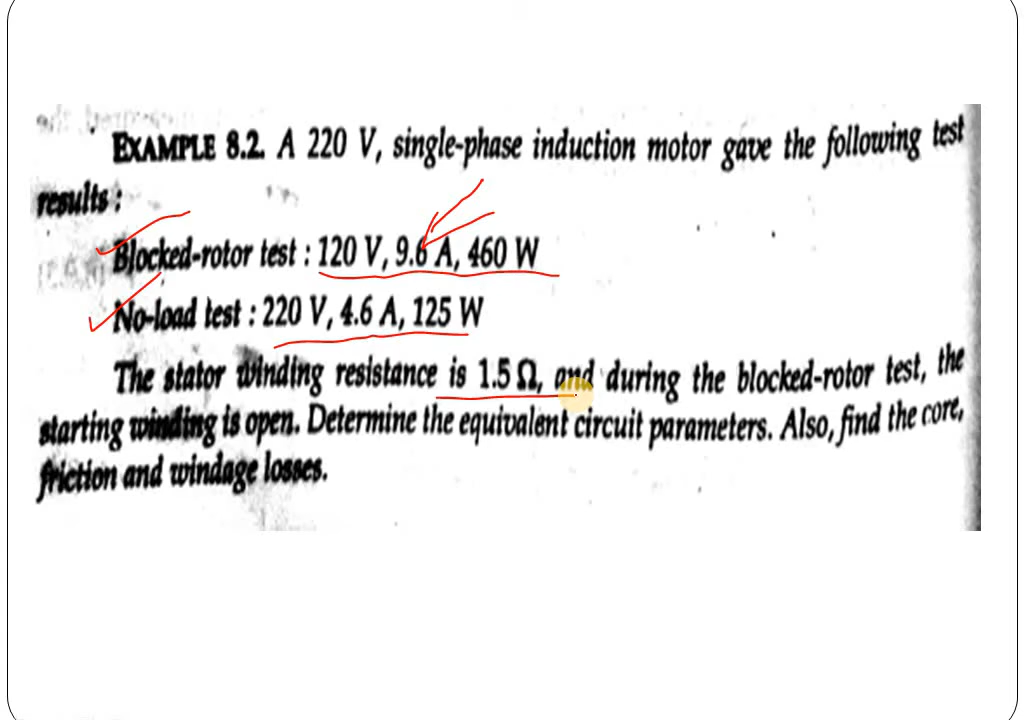 EXAMPLE 8.2. A 220 V, single-phase induction motor gave the following test
results :
Blocked-rotor test : 120 V, 9.6 A, 460 W
No-load test : 220 V, 4.6 A, 125 W
The stator winding resistance is 1.5 Ω, and during the blocked-rotor test, the
starting winding is open. Determine the equivalent circuit parameters. Also, find the core,
friction and windage losses.